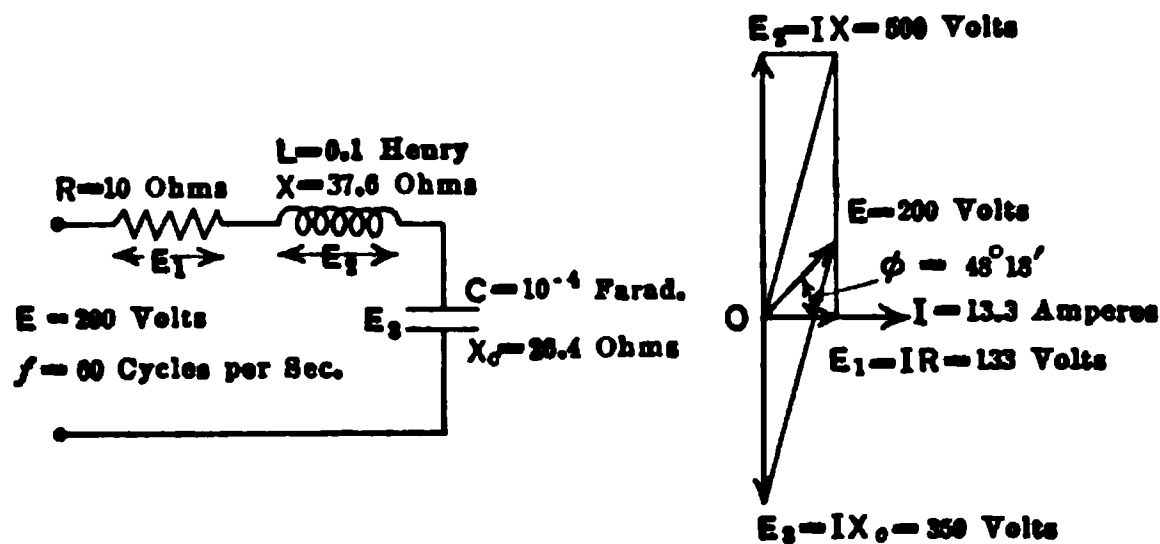 L=0.1 Henry
R=10 Ohms X=37.6 Ohms
E1 E2
E=200 Volts
f=60 Cycles per Sec.
E3
C=10⁻⁴ Farad.
Xc=26.4 Ohms
E2=IX=500 Volts
E=200 Volts
ϕ = 48°18′
O I=13.3 Amperes
E1=IR=133 Volts
E3=IXc=350 Volts